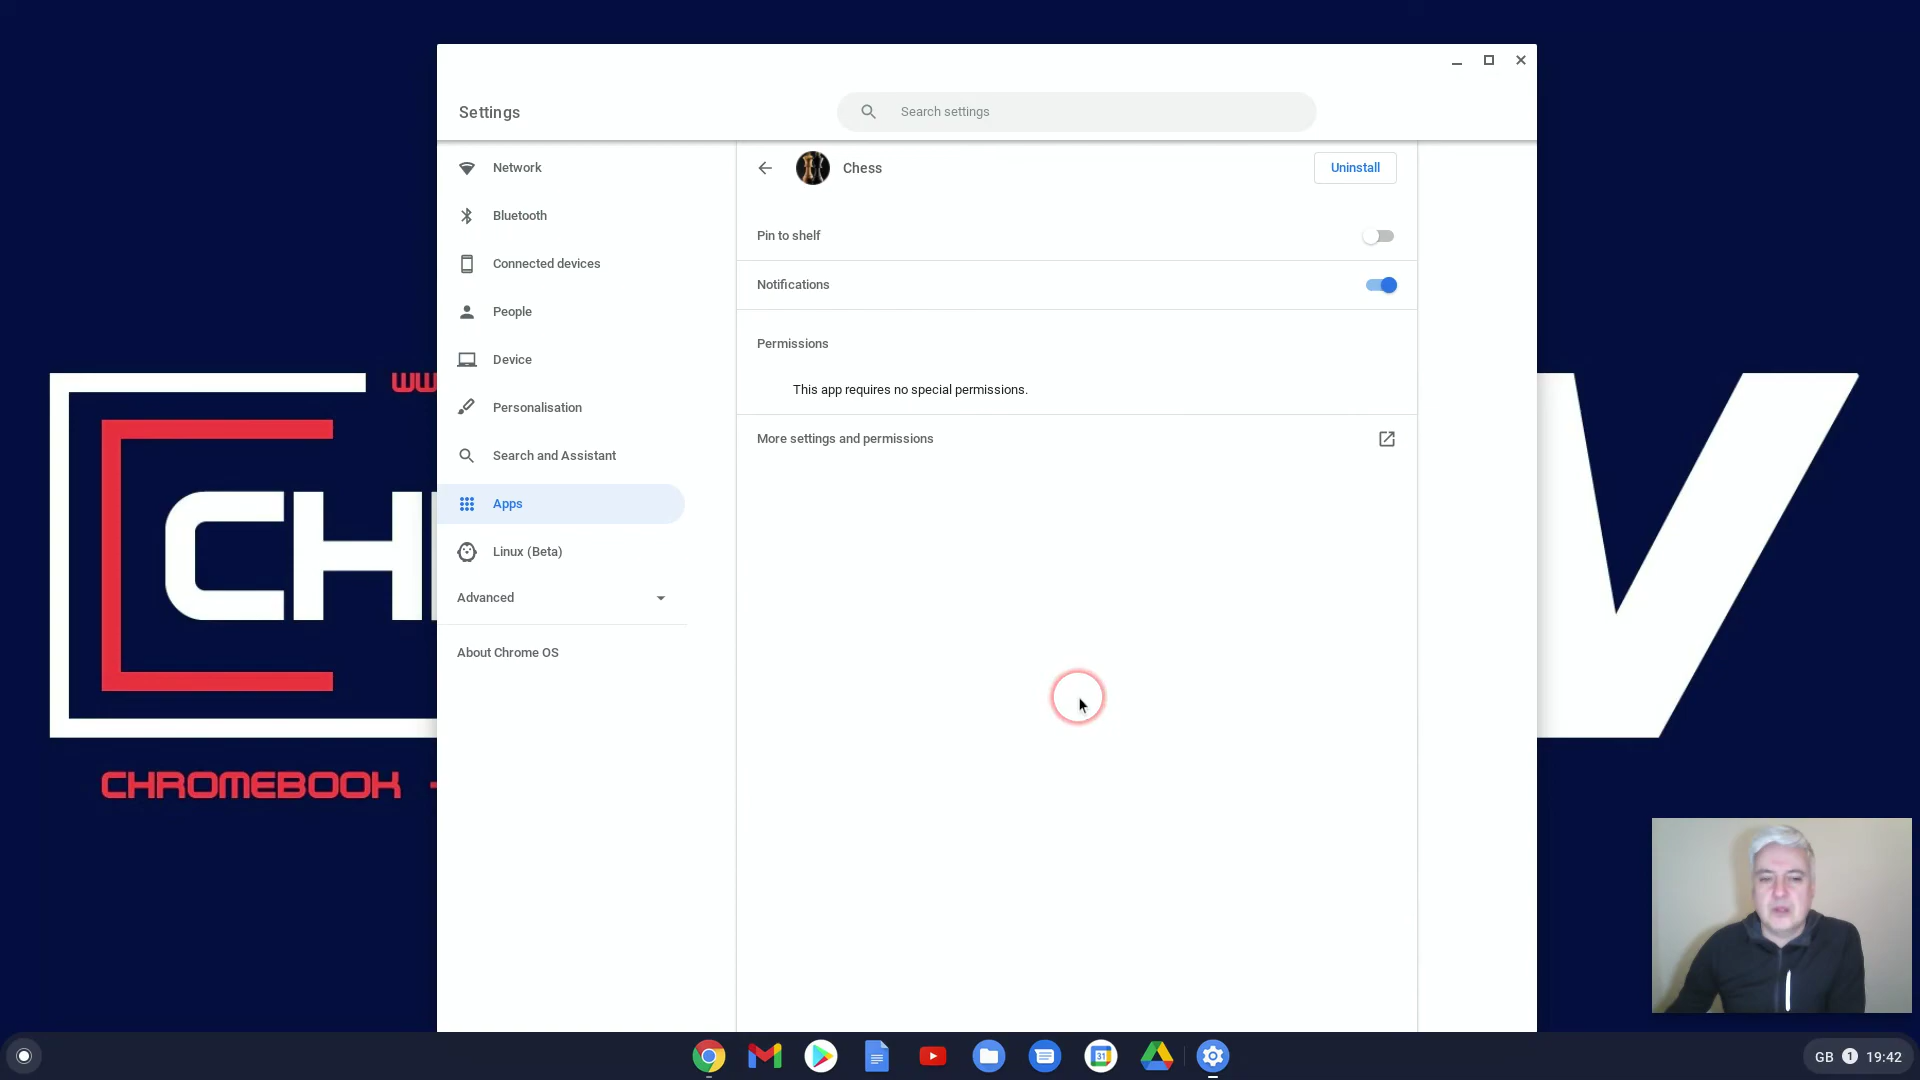 Settings
Search settings
Network
Bluetooth
Connected devices
People
Device
Personalisation
Search and Assistant
Apps
Linux (Beta)
Advanced
About Chrome OS
Chess
Uninstall
Pin to shelf
Notifications
Permissions
This app requires no special permissions.
More settings and permissions
CHROMEBOOK -
31
GB 1 19:42